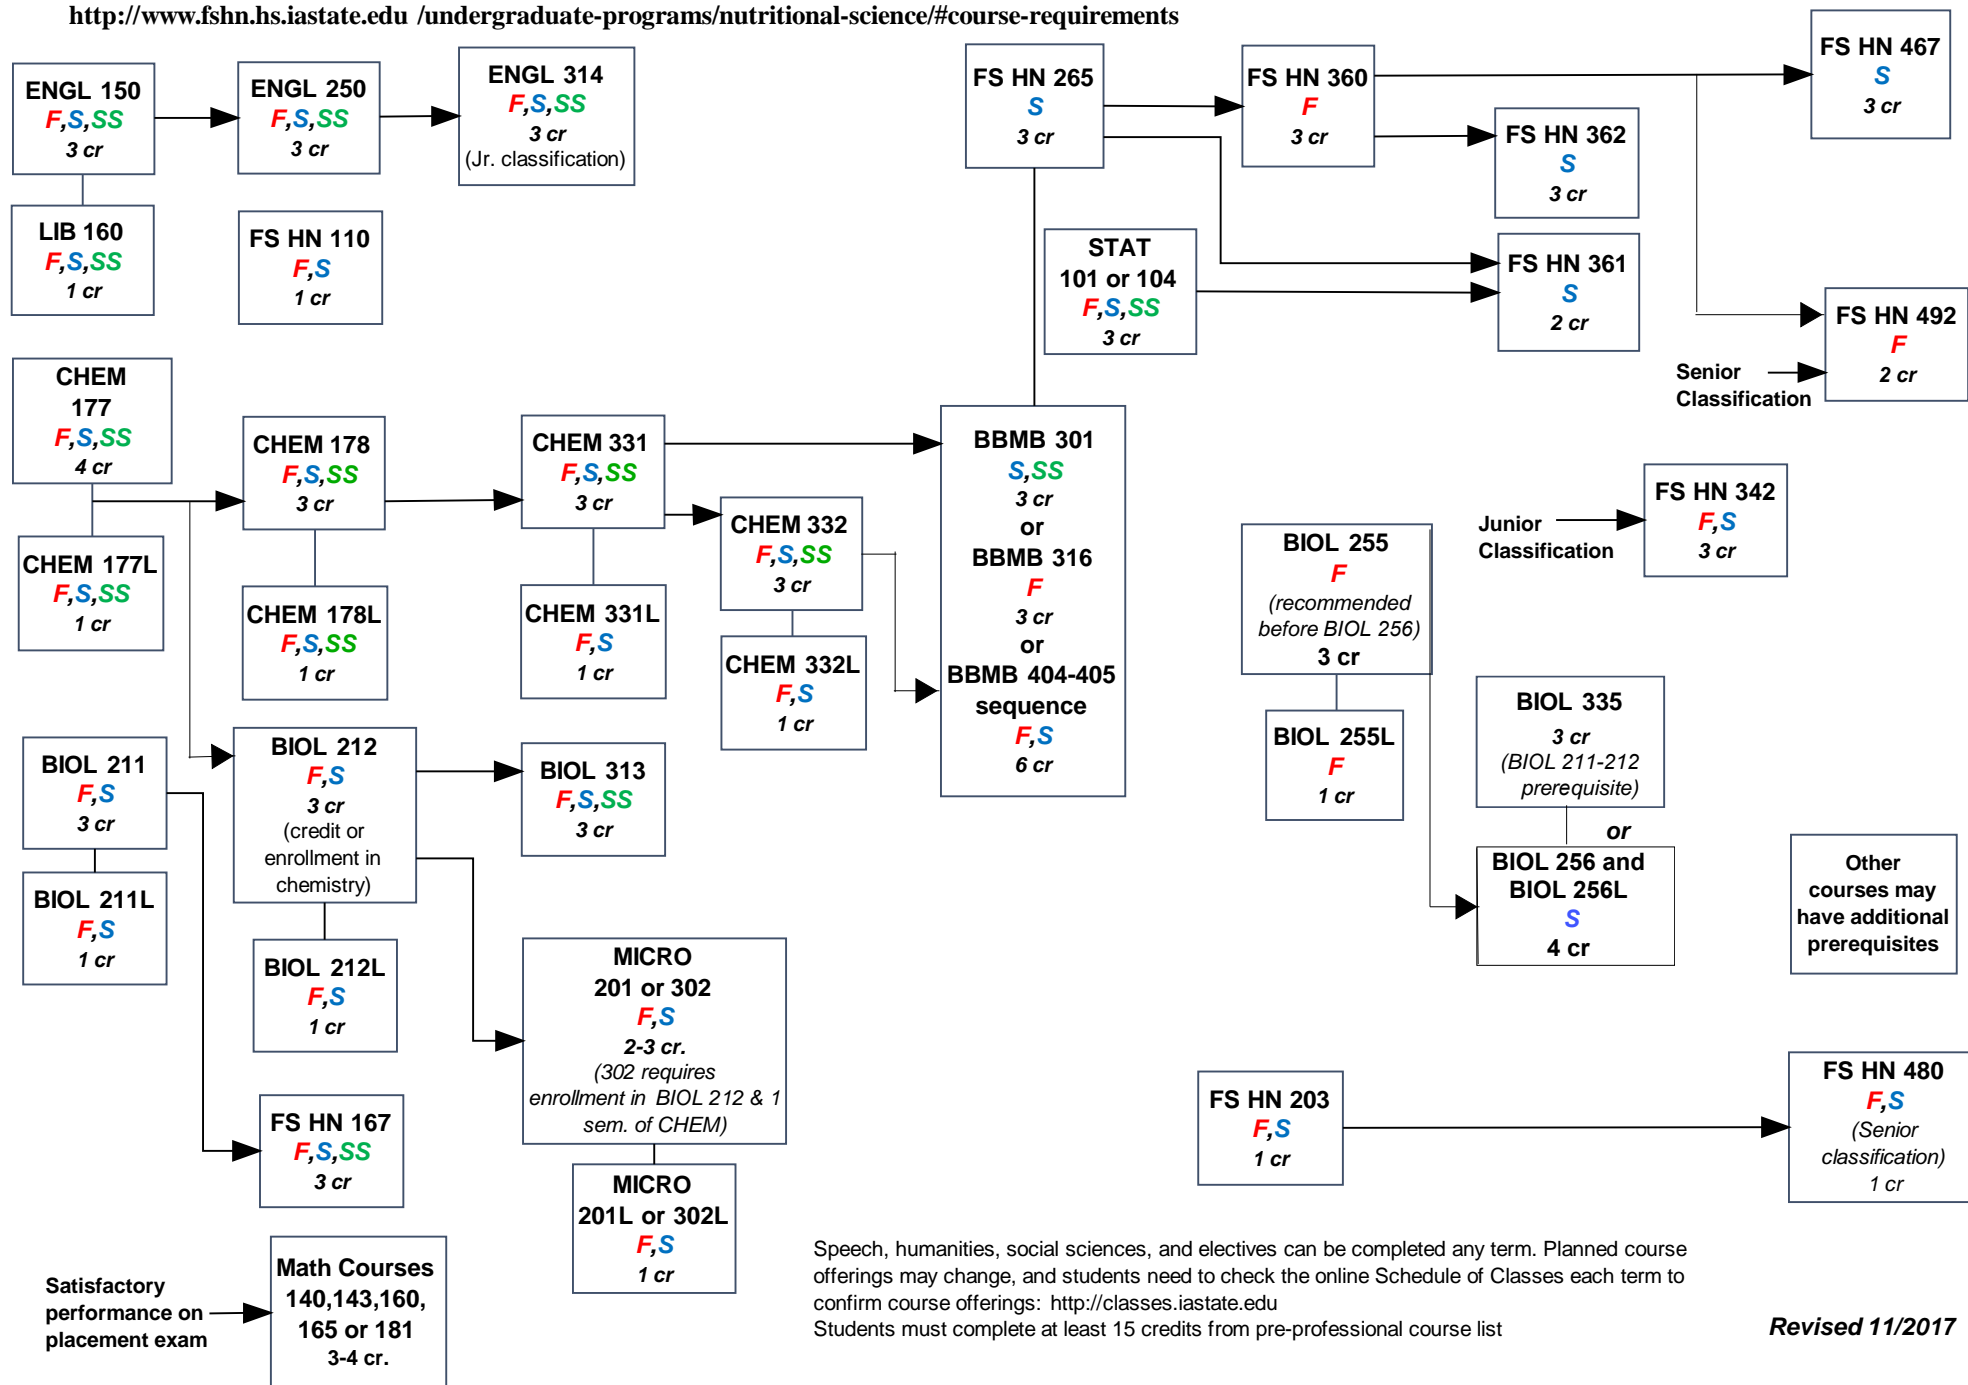 http://www.fshn.hs.iastate.edu /undergraduate-programs/nutritional-science/#course-requirements
ENGL 150
F,S,SS
3 cr
ENGL 250
F,S,SS
3 cr
ENGL 314
F,S,SS
3 cr
(Jr. classification)
LIB 160
F,S,SS
1 cr
FS HN 110
F,S
1 cr
FS HN 265
S
3 cr
FS HN 360
F
3 cr
FS HN 467
S
3 cr
FS HN 362
S
3 cr
STAT
101 or 104
F,S,SS
3 cr
FS HN 361
S
2 cr
FS HN 492
F
2 cr
Senior
Classification
CHEM
177
F,S,SS
4 cr
CHEM 178
F,S,SS
3 cr
CHEM 331
F,S,SS
3 cr
CHEM 332
F,S,SS
3 cr
CHEM 177L
F,S,SS
1 cr
CHEM 178L
F,S,SS
1 cr
CHEM 331L
F,S
1 cr
CHEM 332L
F,S
1 cr
BBMB 301
S,SS
3 cr
or
BBMB 316
F
3 cr
or
BBMB 404-405
sequence
F,S
6 cr
Junior
Classification
FS HN 342
F,S
3 cr
BIOL 255
F
(recommended
before BIOL 256)
3 cr
BIOL 255L
F
1 cr
BIOL 335
3 cr
(BIOL 211-212
prerequisite)
or
BIOL 256 and
BIOL 256L
S
4 cr
Other
courses may
have additional
prerequisites
BIOL 211
F,S
3 cr
BIOL 211L
F,S
1 cr
BIOL 212
F,S
3 cr
(credit or
enrollment in
chemistry)
BIOL 212L
F,S
1 cr
BIOL 313
F,S,SS
3 cr
MICRO
201 or 302
F,S
2-3 cr.
(302 requires
enrollment in BIOL 212 & 1
sem. of CHEM)
MICRO
201L or 302L
F,S
1 cr
FS HN 167
F,S,SS
3 cr
FS HN 203
F,S
1 cr
FS HN 480
F,S
(Senior
classification)
1 cr
Satisfactory
performance on
placement exam
Math Courses
140,143,160,
165 or 181
3-4 cr.
Speech, humanities, social sciences, and electives can be completed any term. Planned course
offerings may change, and students need to check the online Schedule of Classes each term to
confirm course offerings: http://classes.iastate.edu
Students must complete at least 15 credits from pre-professional course list
Revised 11/2017